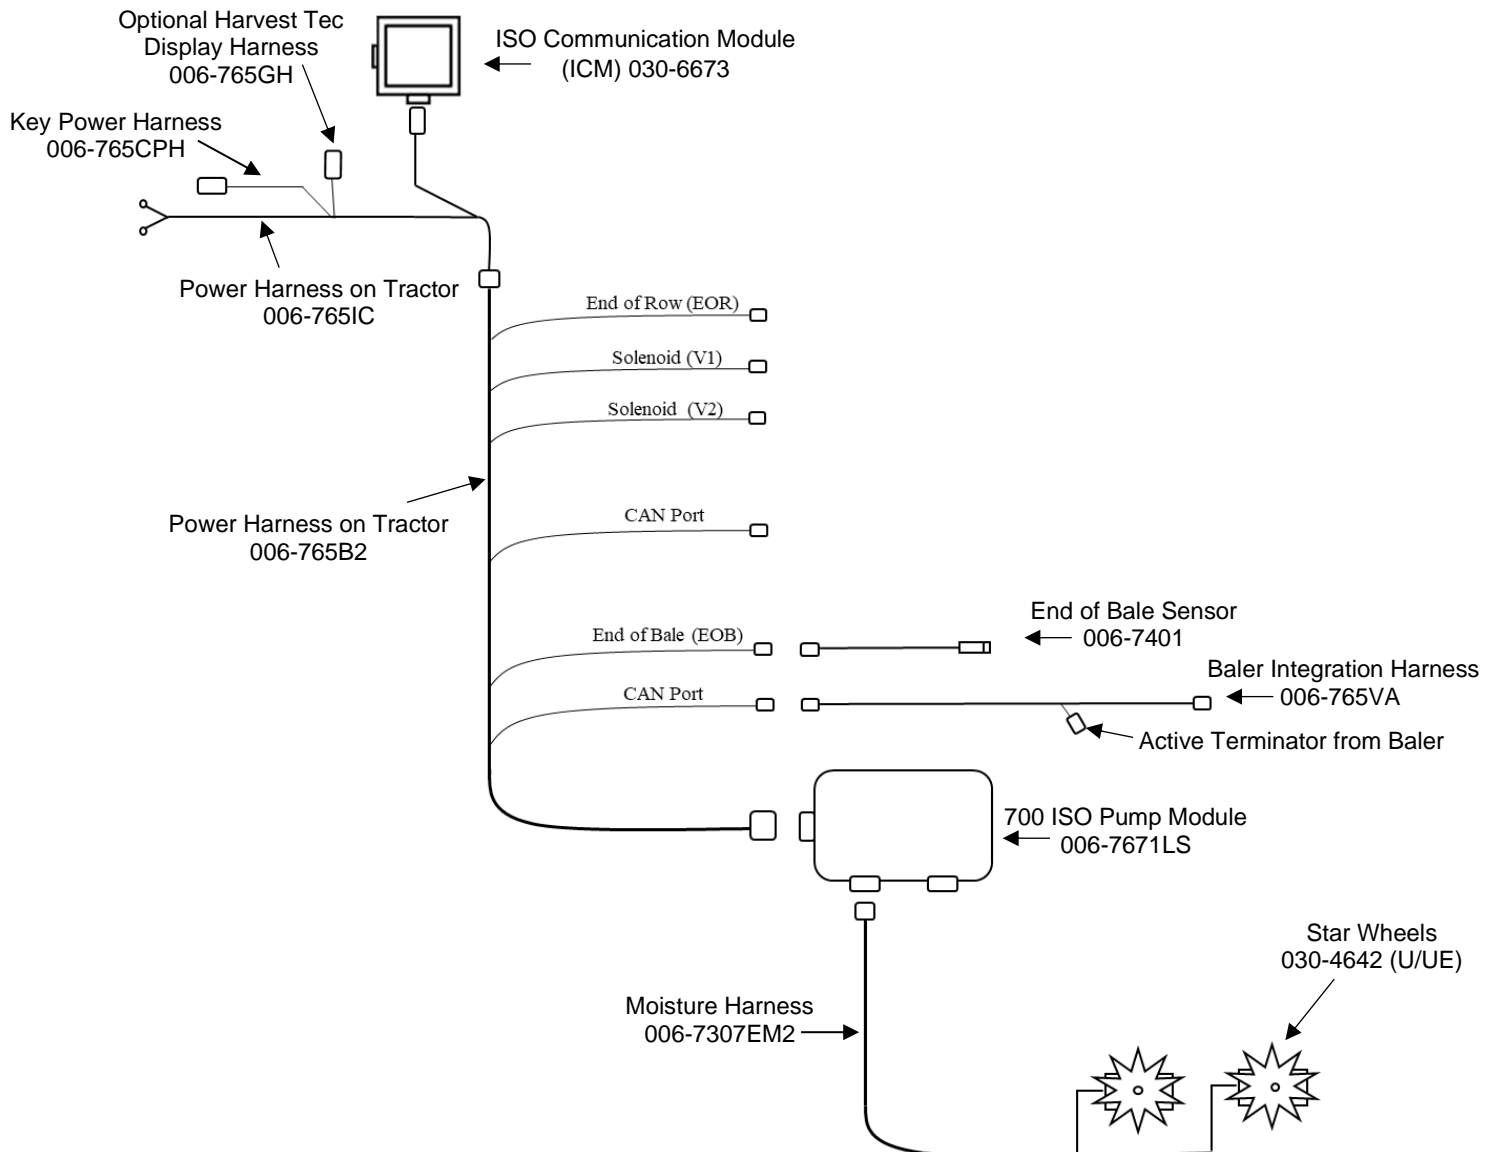 Optional Harvest Tec
Display Harness
006-765GH
ISO Communication Module
(ICM) 030-6673
Key Power Harness
006-765CPH
Power Harness on Tractor
006-765IC
End of Row (EOR)
Solenoid (V1)
Solenoid (V2)
Power Harness on Tractor
006-765B2
CAN Port
End of Bale (EOB)
End of Bale Sensor
006-7401
CAN Port
Baler Integration Harness
006-765VA
Active Terminator from Baler
700 ISO Pump Module
006-7671LS
Star Wheels
030-4642 (U/UE)
Moisture Harness
006-7307EM2